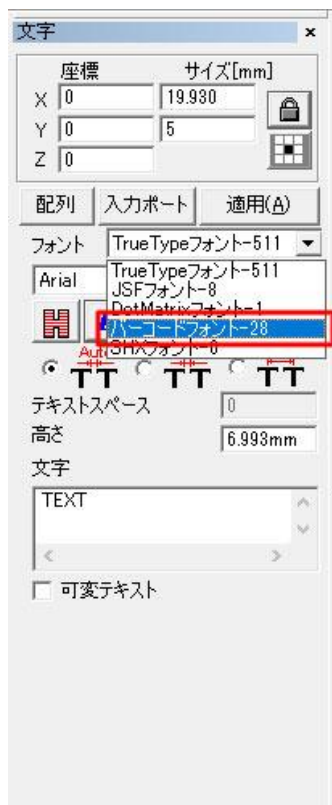 文字
座標 サイズ[mm]
X 0 19.930
Y 0 5
Z 0
配列 入力ポート 適用(A)
フォント TrueTypeフォント-511
Arial TrueTypeフォント-511
JSFフォント-8
DotMatrixフォント-1
バーコードフォント-28
SHXフォント-0
Auto
テキストスペース 0
高さ 6.993mm
文字
TEXT
可変テキスト